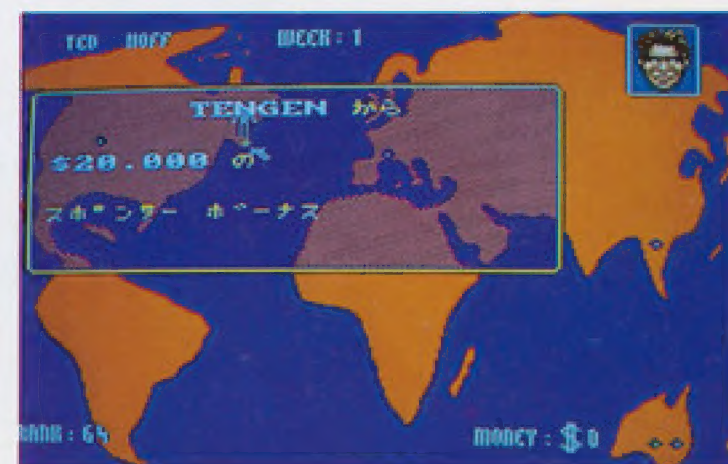 TED HOFF WEEK : 1
TENGEN から
$20.000 の
スポンサー ボーナス
RANK : 64
MONEY : $ 0